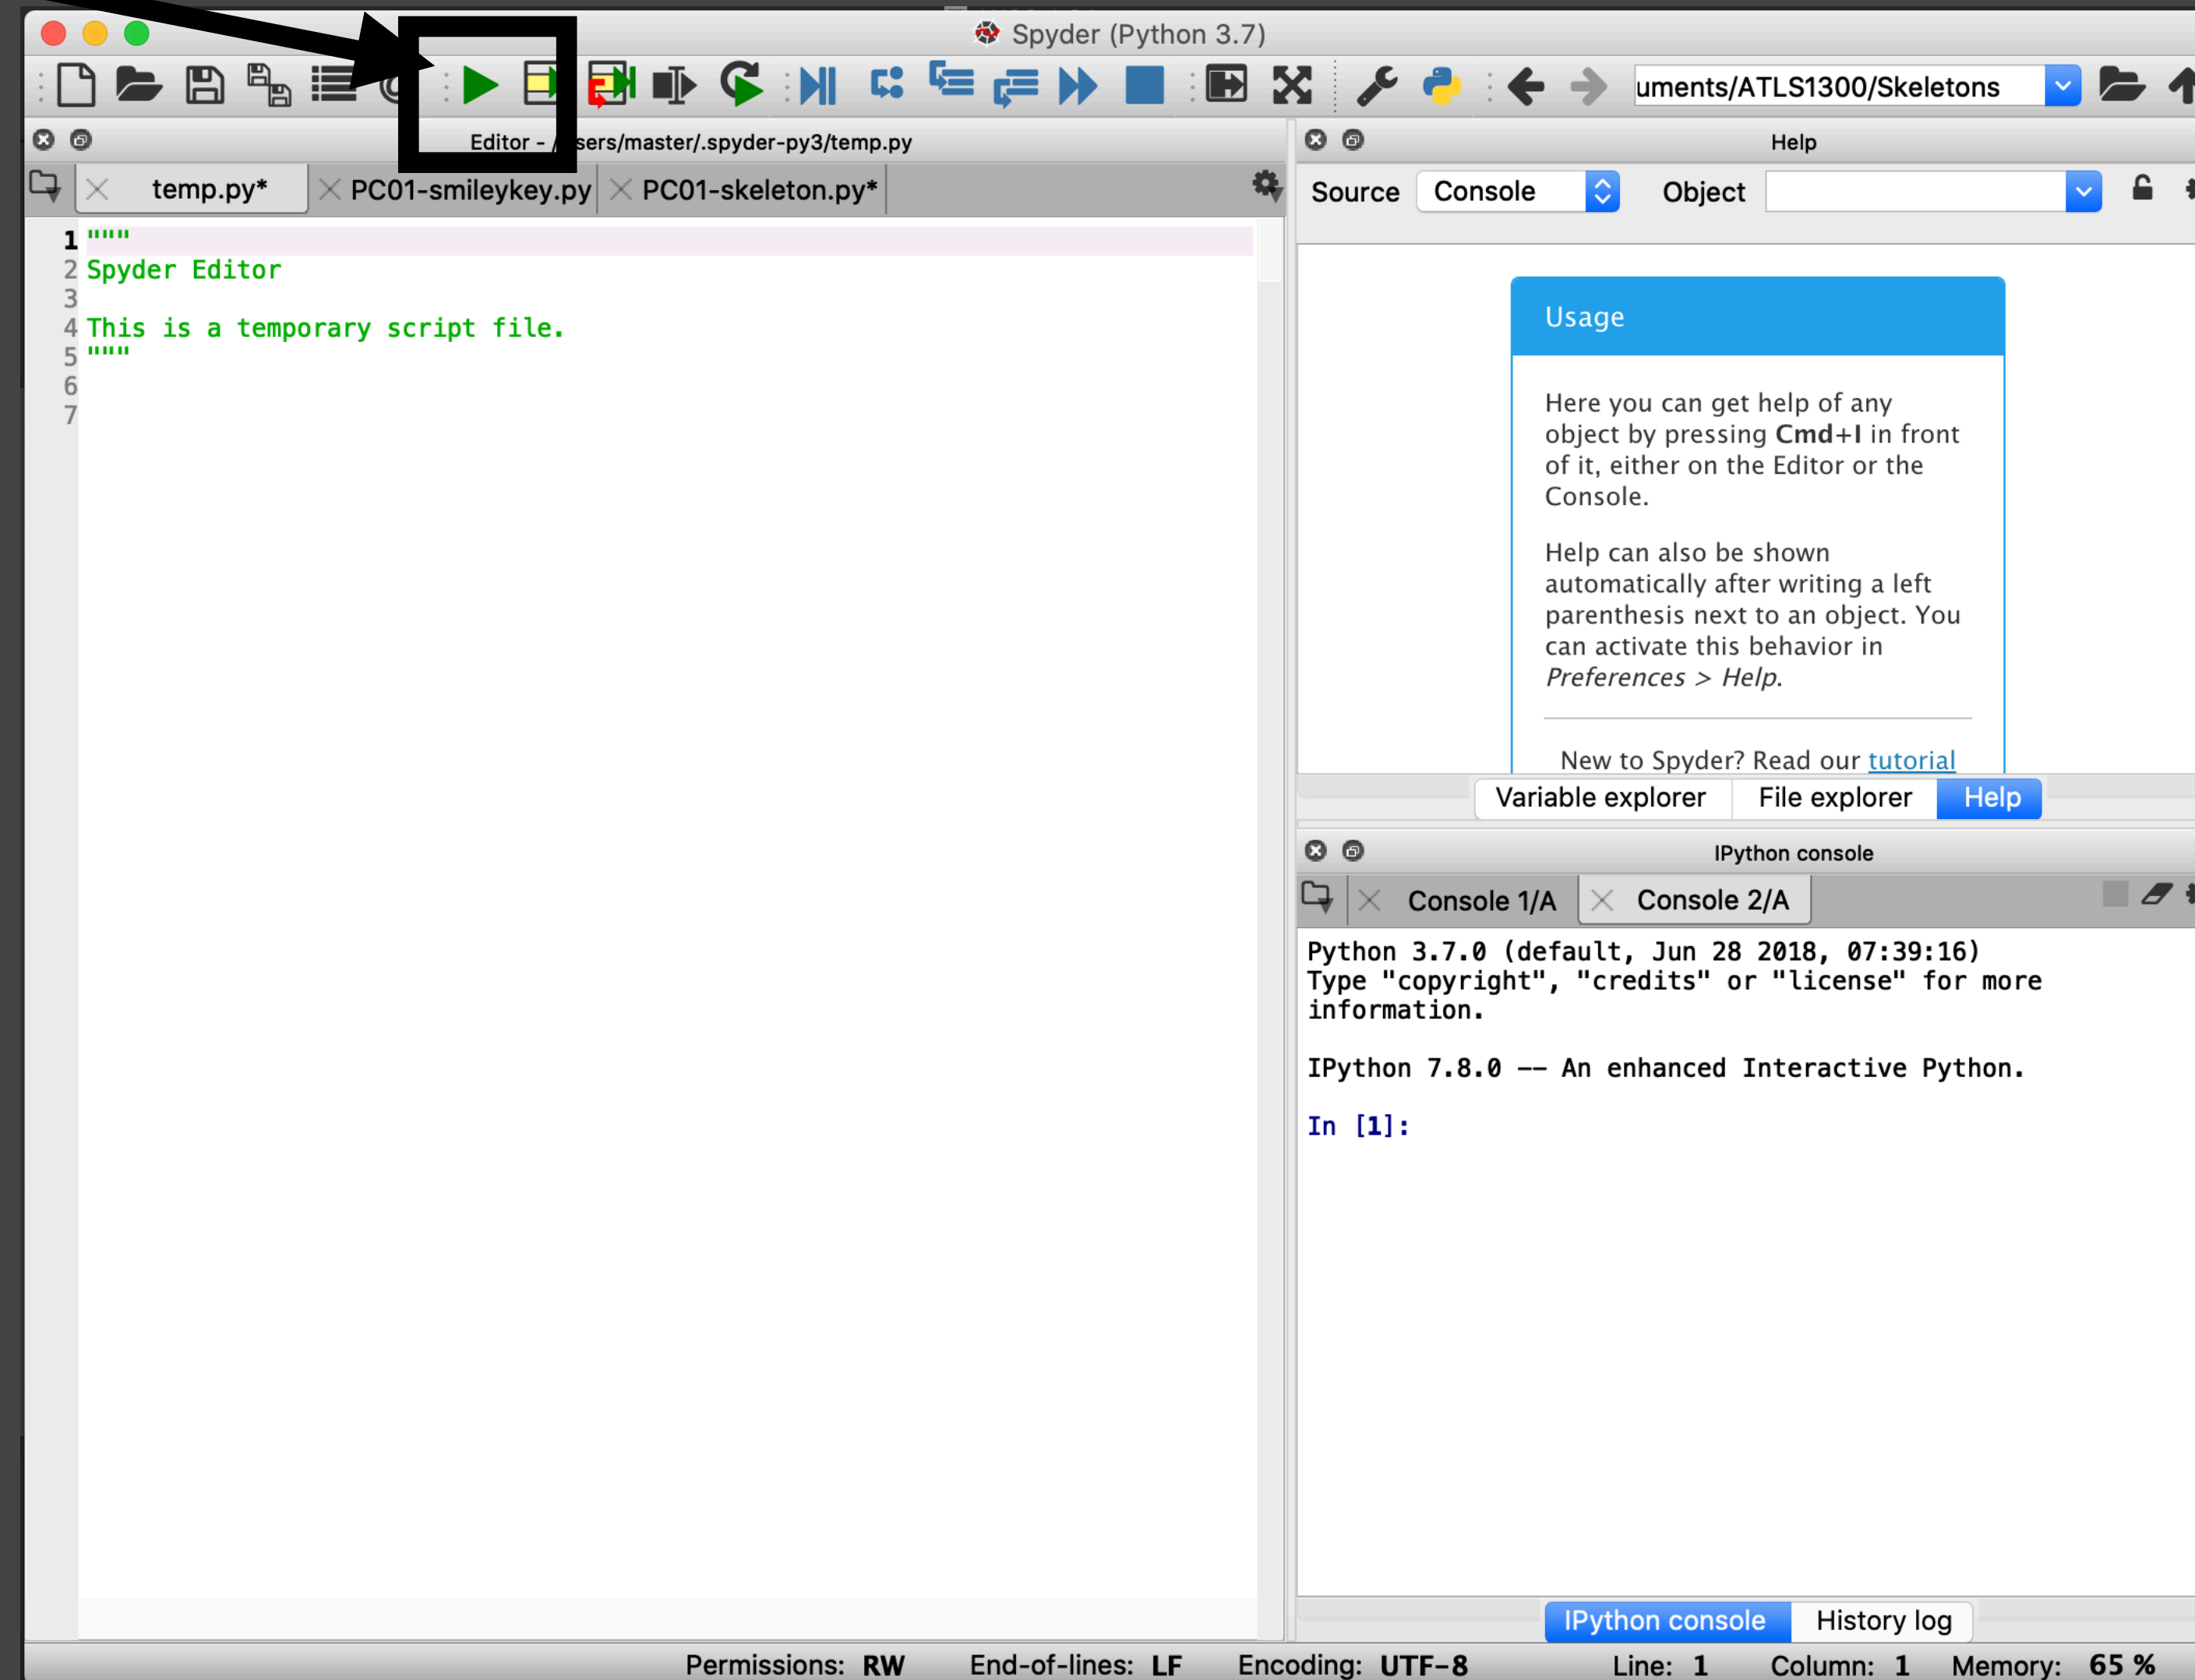 Spyder (Python 3.7)
uments/ATLS1300/Skeletons
Editor - /sers/master/.spyder-py3/temp.py
temp.py*
PC01-smileykey.py
PC01-skeleton.py*
1 """
2 Spyder Editor
3
4 This is a temporary script file.
5 """
6
7
Help
Source Console Object
Usage
Here you can get help of any
object by pressing Cmd+I in front
of it, either on the Editor or the
Console.
Help can also be shown
automatically after writing a left
parenthesis next to an object. You
can activate this behavior in
Preferences > Help.
New to Spyder? Read our tutorial
Variable explorer File explorer Help
IPython console
Console 1/A Console 2/A
Python 3.7.0 (default, Jun 28 2018, 07:39:16)
Type "copyright", "credits" or "license" for more
information.
IPython 7.8.0 -- An enhanced Interactive Python.
In [1]:
IPython console History log
Permissions: RW End-of-lines: LF Encoding: UTF-8 Line: 1 Column: 1 Memory: 65 %